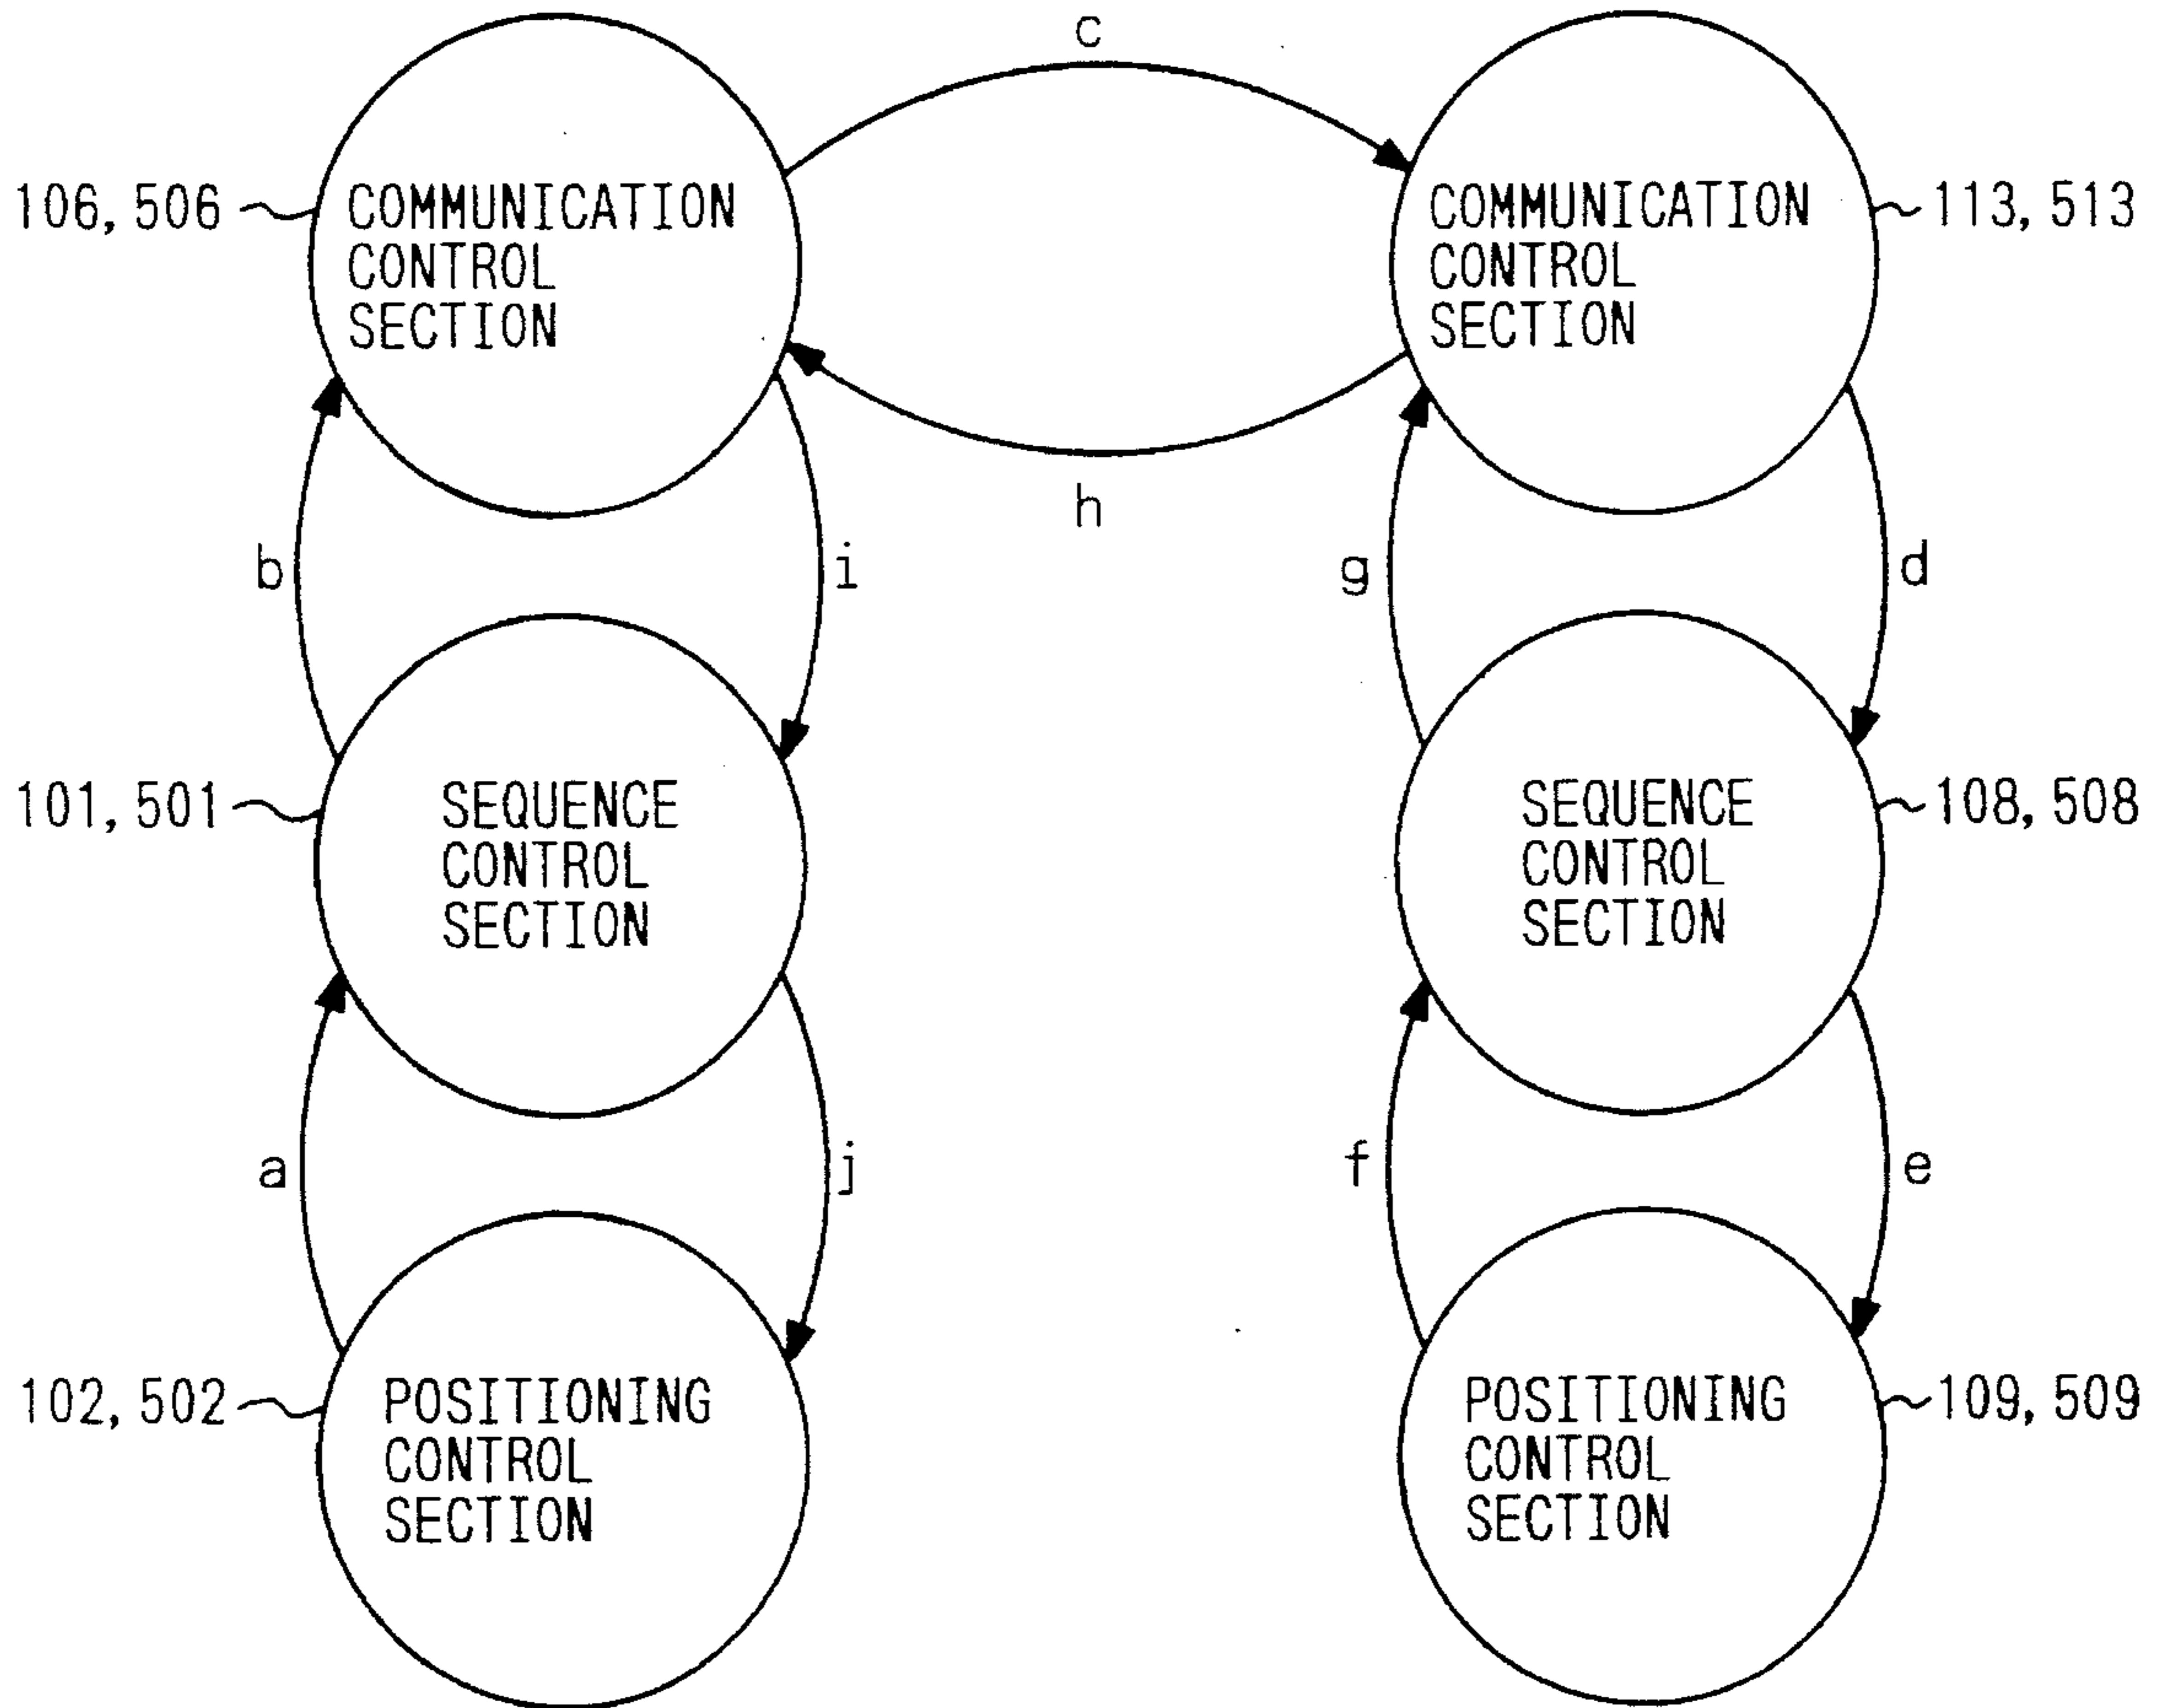 c
106, 506
COMMUNICATION
CONTROL
SECTION
COMMUNICATION
CONTROL
SECTION
113, 513
h
b
i
g
d
101, 501
SEQUENCE
CONTROL
SECTION
SEQUENCE
CONTROL
SECTION
108, 508
a
j
f
e
102, 502
POSITIONING
CONTROL
SECTION
POSITIONING
CONTROL
SECTION
109, 509